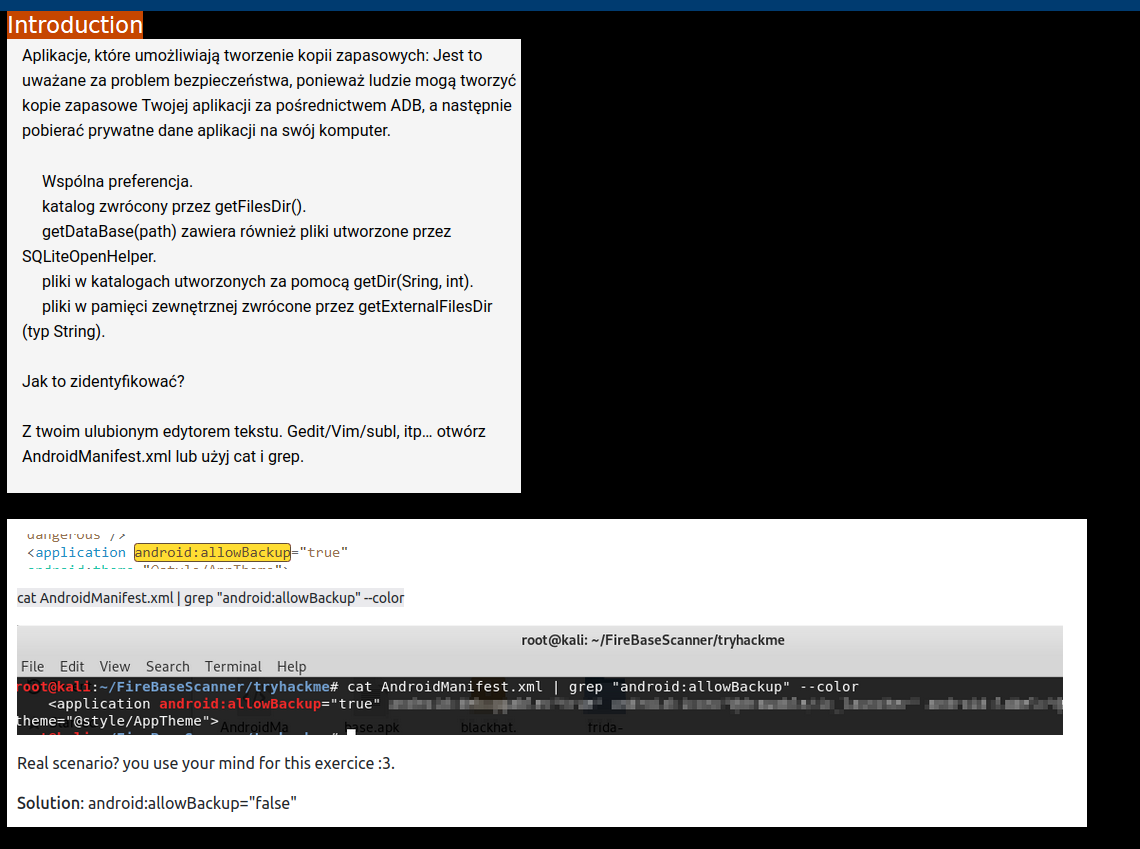 Introduction
Aplikacje, które umożliwiają tworzenie kopii zapasowych: Jest to
uważane za problem bezpieczeństwa, ponieważ ludzie mogą tworzyć
kopie zapasowe Twojej aplikacji za pośrednictwem ADB, a następnie
pobierać prywatne dane aplikacji na swój komputer.
Wspólna preferencja.
katalog zwrócony przez getFilesDir().
getDataBase(path) zawiera również pliki utworzone przez
SQLiteOpenHelper.
pliki w katalogach utworzonych za pomocą getDir(Sring, int).
pliki w pamięci zewnętrznej zwrócone przez getExternalFilesDir
(typ String).
Jak to zidentyfikować?
Z twoim ulubionym edytorem tekstu. Gedit/Vim/subl, itp… otwórz
AndroidManifest.xml lub użyj cat i grep.
dangerous" />
<application android:allowBackup="true"
android:theme="@style/AppTheme">
cat AndroidManifest.xml | grep "android:allowBackup" --color
root@kali: ~/FireBaseScanner/tryhackme
File Edit View Search Terminal Help
root@kali:~/FireBaseScanner/tryhackme# cat AndroidManifest.xml | grep "android:allowBackup" --color
<application android:allowBackup="true"
theme="@style/AppTheme">
AndroidMa base.apk blackhat. frida-
Real scenario? you use your mind for this exercice :3.
Solution: android:allowBackup="false"